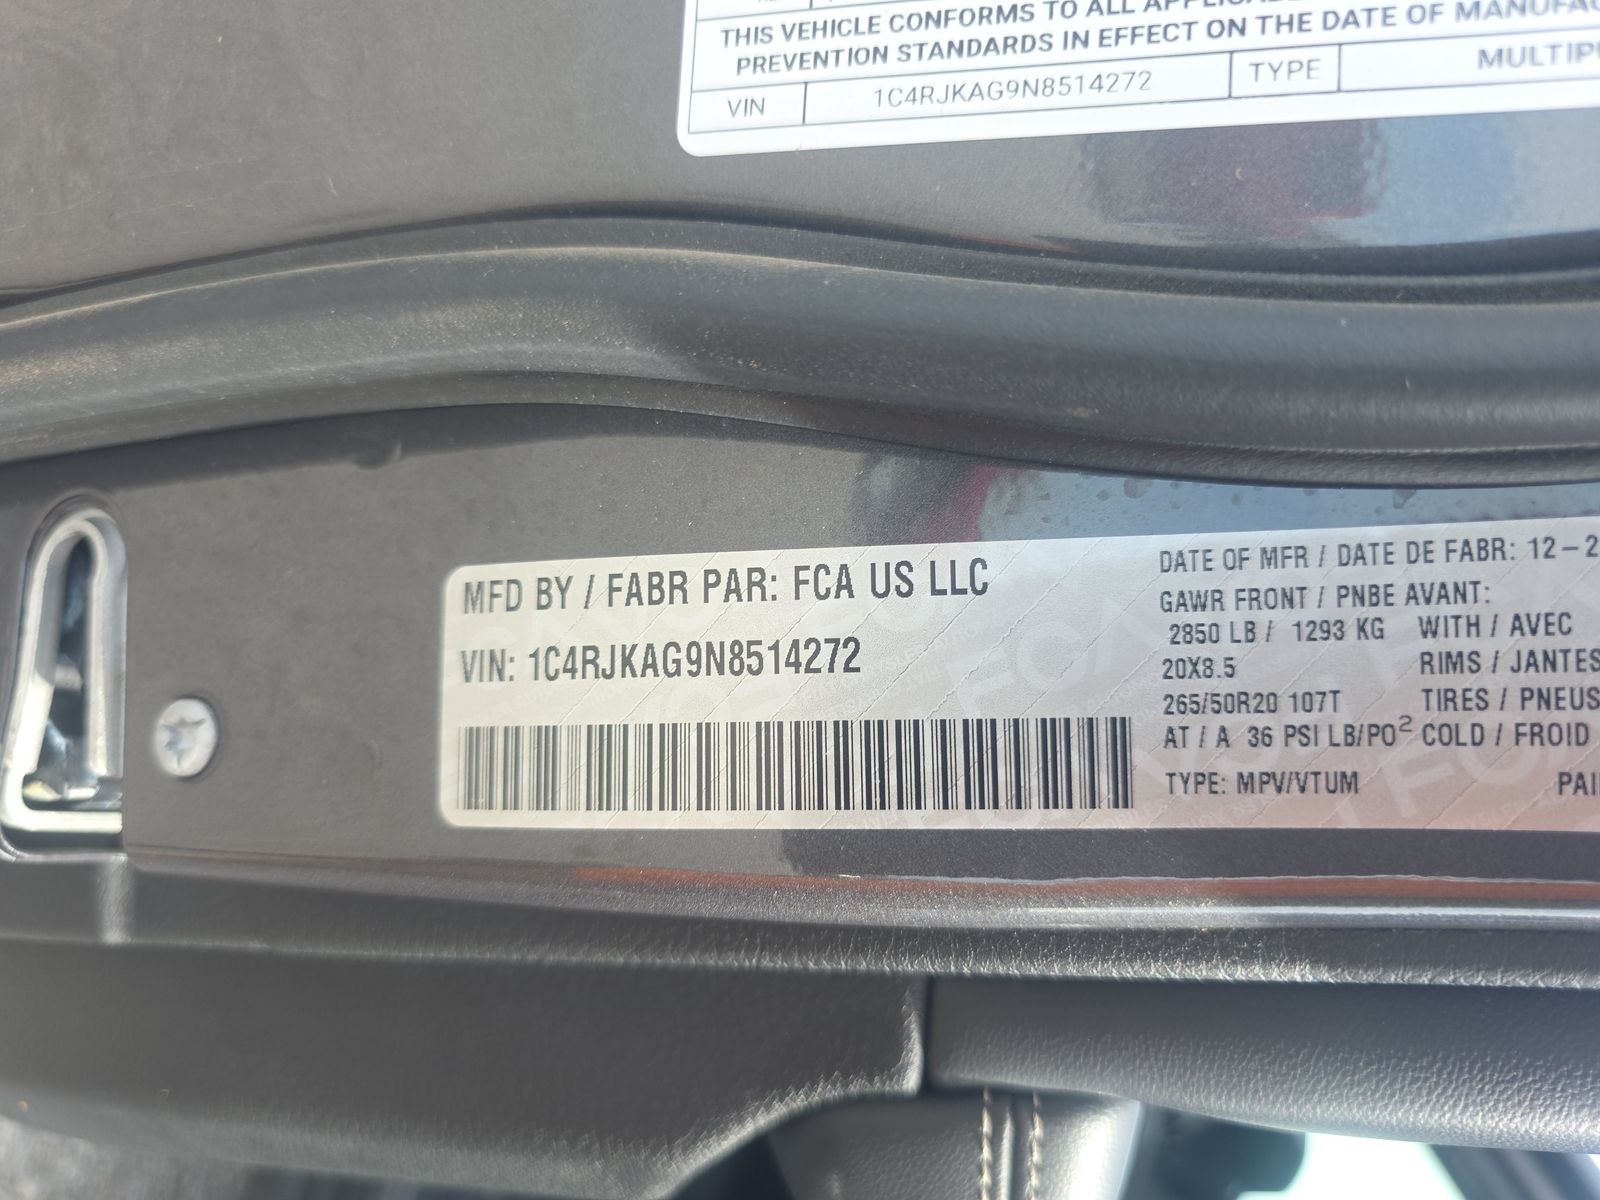 THIS VEHICLE CONFORMS TO ALL
PREVENTION STANDARDS IN EFFECT ON THE DATE OF
VIN 1C4RJKAG9N8514272 TYPE
MFD BY / FABR PAR: FCA US LLC
VIN: 1C4RJKAG9N8514272
DATE OF MFR / DATE DE FABR: 12-2
GAWR FRONT / PNBE AVANT:
2850 LB / 1293 KG WITH / AVEC
20X8.5 RIMS / JANTES
265/50R20 107T TIRES / PNEUS
AT / A 36 PSI LB/PO² COLD / FROID
TYPE: MPV/VTUM